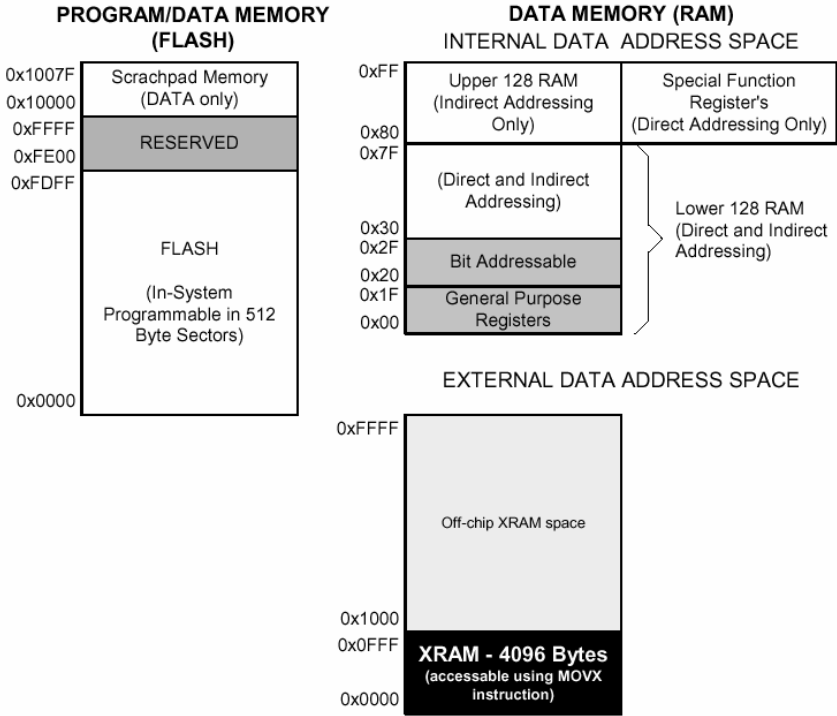 PROGRAM/DATA MEMORY
(FLASH)
0x1007F
Scrachpad Memory
(DATA only)
0x10000
0xFFFF
RESERVED
0xFE00
0xFDFF
FLASH
(In-System
Programmable in 512
Byte Sectors)
0x0000
DATA MEMORY (RAM)
INTERNAL DATA ADDRESS SPACE
0xFF
Upper 128 RAM
(Indirect Addressing
Only)
0x80
Special Function
Register's
(Direct Addressing Only)
0x7F
(Direct and Indirect
Addressing)
0x30
0x2F
Bit Addressable
0x20
0x1F
General Purpose
Registers
0x00
Lower 128 RAM
(Direct and Indirect
Addressing)
EXTERNAL DATA ADDRESS SPACE
0xFFFF
Off-chip XRAM space
0x1000
0x0FFF
XRAM - 4096 Bytes
(accessable using MOVX
instruction)
0x0000